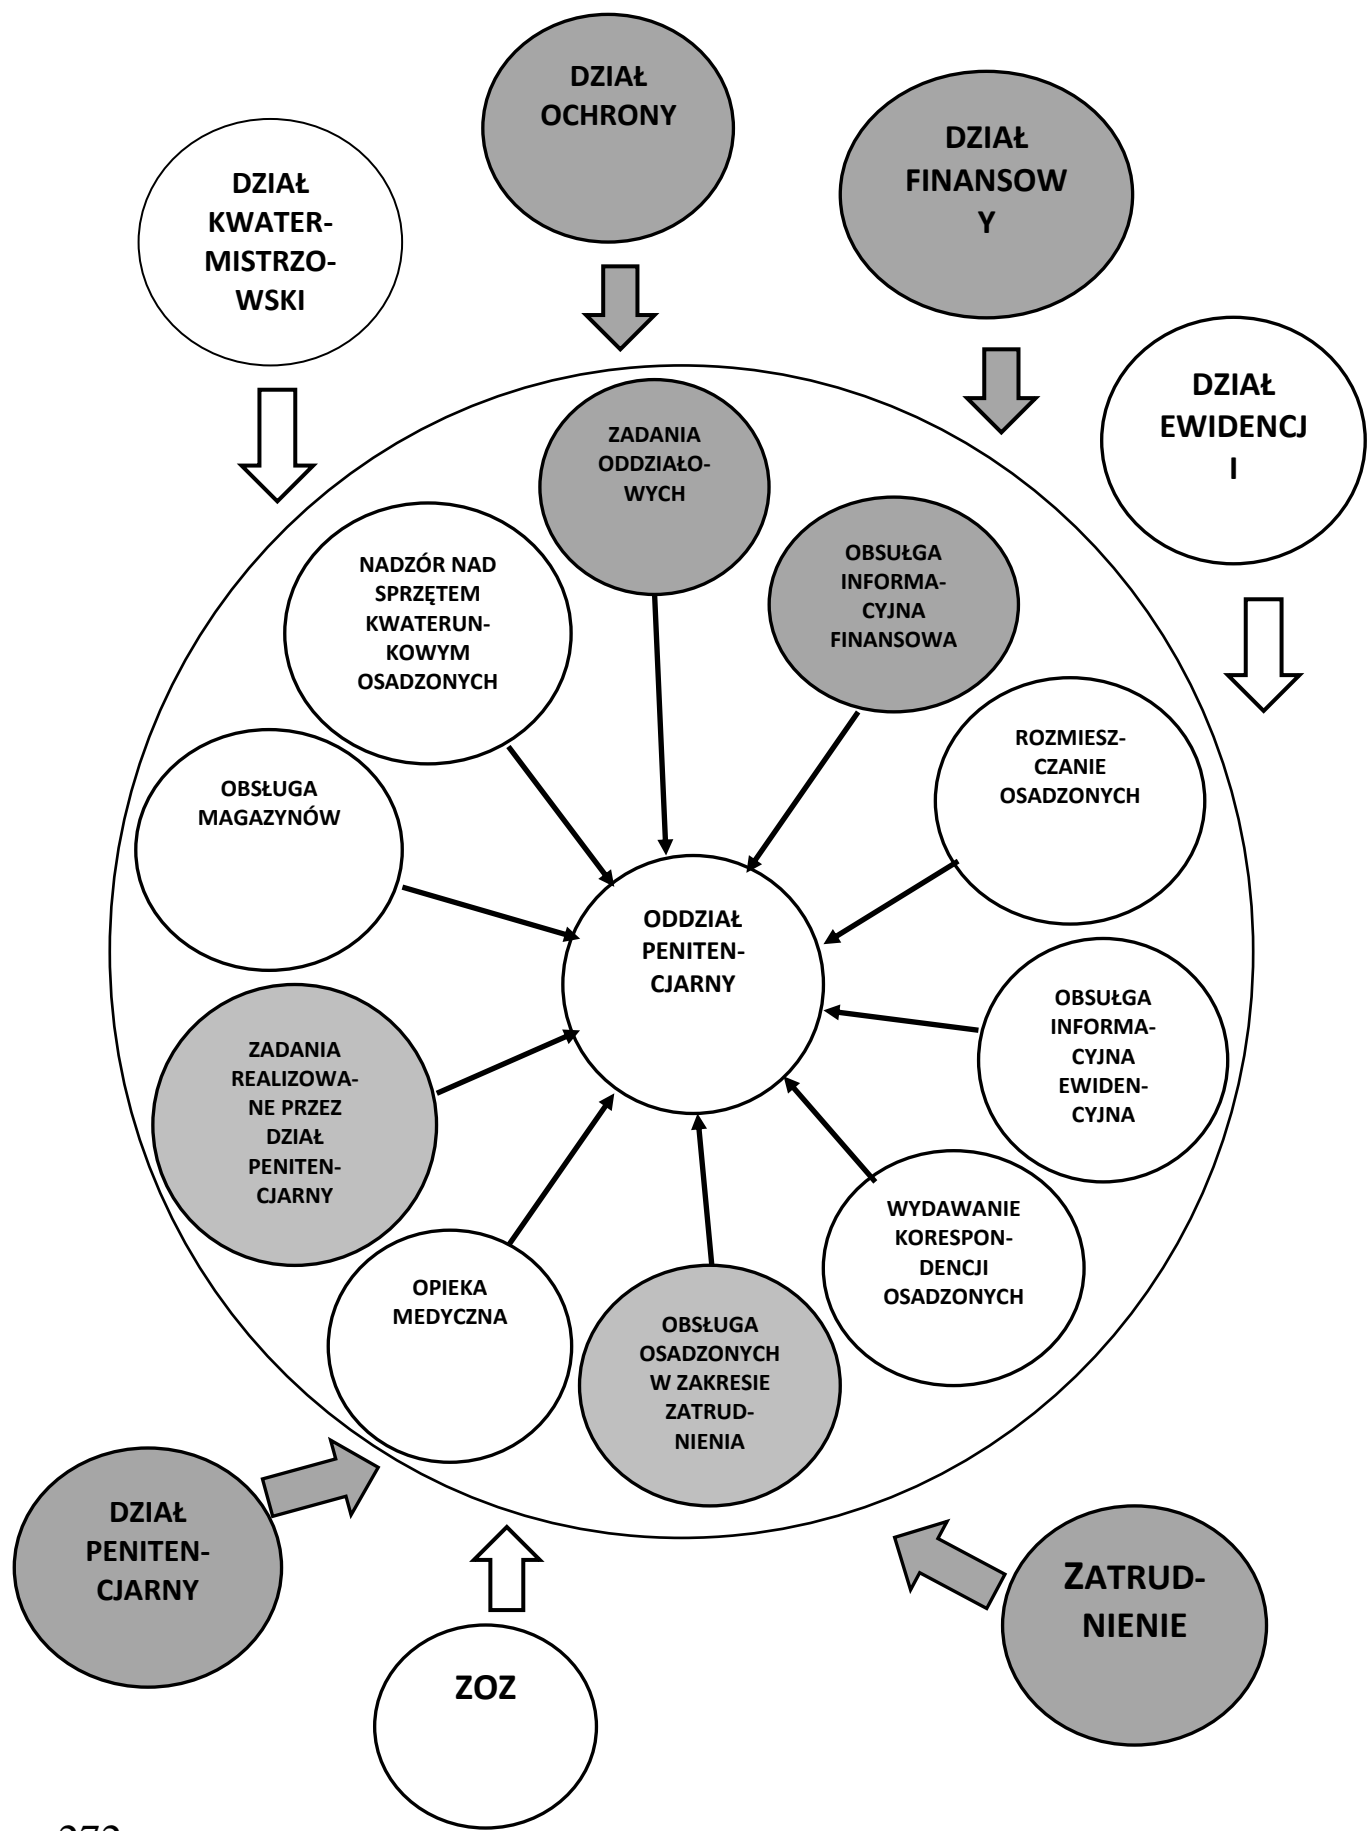 DZIAŁ
OCHRONY
DZIAŁ
FINANSOW
Y
DZIAŁ
KWATER-
MISTRZO-
WSKI
DZIAŁ
EWIDENCJ
I
ZADANIA
ODDZIAŁO-
WYCH
OBSUŁGA
INFORMA-
CYJNA
FINANSOWA
NADZÓR NAD
SPRZĘTEM
KWATERUN-
KOWYM
OSADZONYCH
ROZMIESZ-
CZANIE
OSADZONYCH
OBSŁUGA
MAGAZYNÓW
ODDZIAŁ
PENITEN-
CJARNY
OBSUŁGA
INFORMA-
CYJNA
EWIDEN-
CYJNA
ZADANIA
REALIZOWA-
NE PRZEZ
DZIAŁ
PENITEN-
CJARNY
WYDAWANIE
KORESPON-
DENCJI
OSADZONYCH
OPIEKA
MEDYCZNA
OBSŁUGA
OSADZONYCH
W ZAKRESIE
ZATRUD-
NIENIA
DZIAŁ
PENITEN-
CJARNY
ZATRUD-
NIENIE
ZOZ